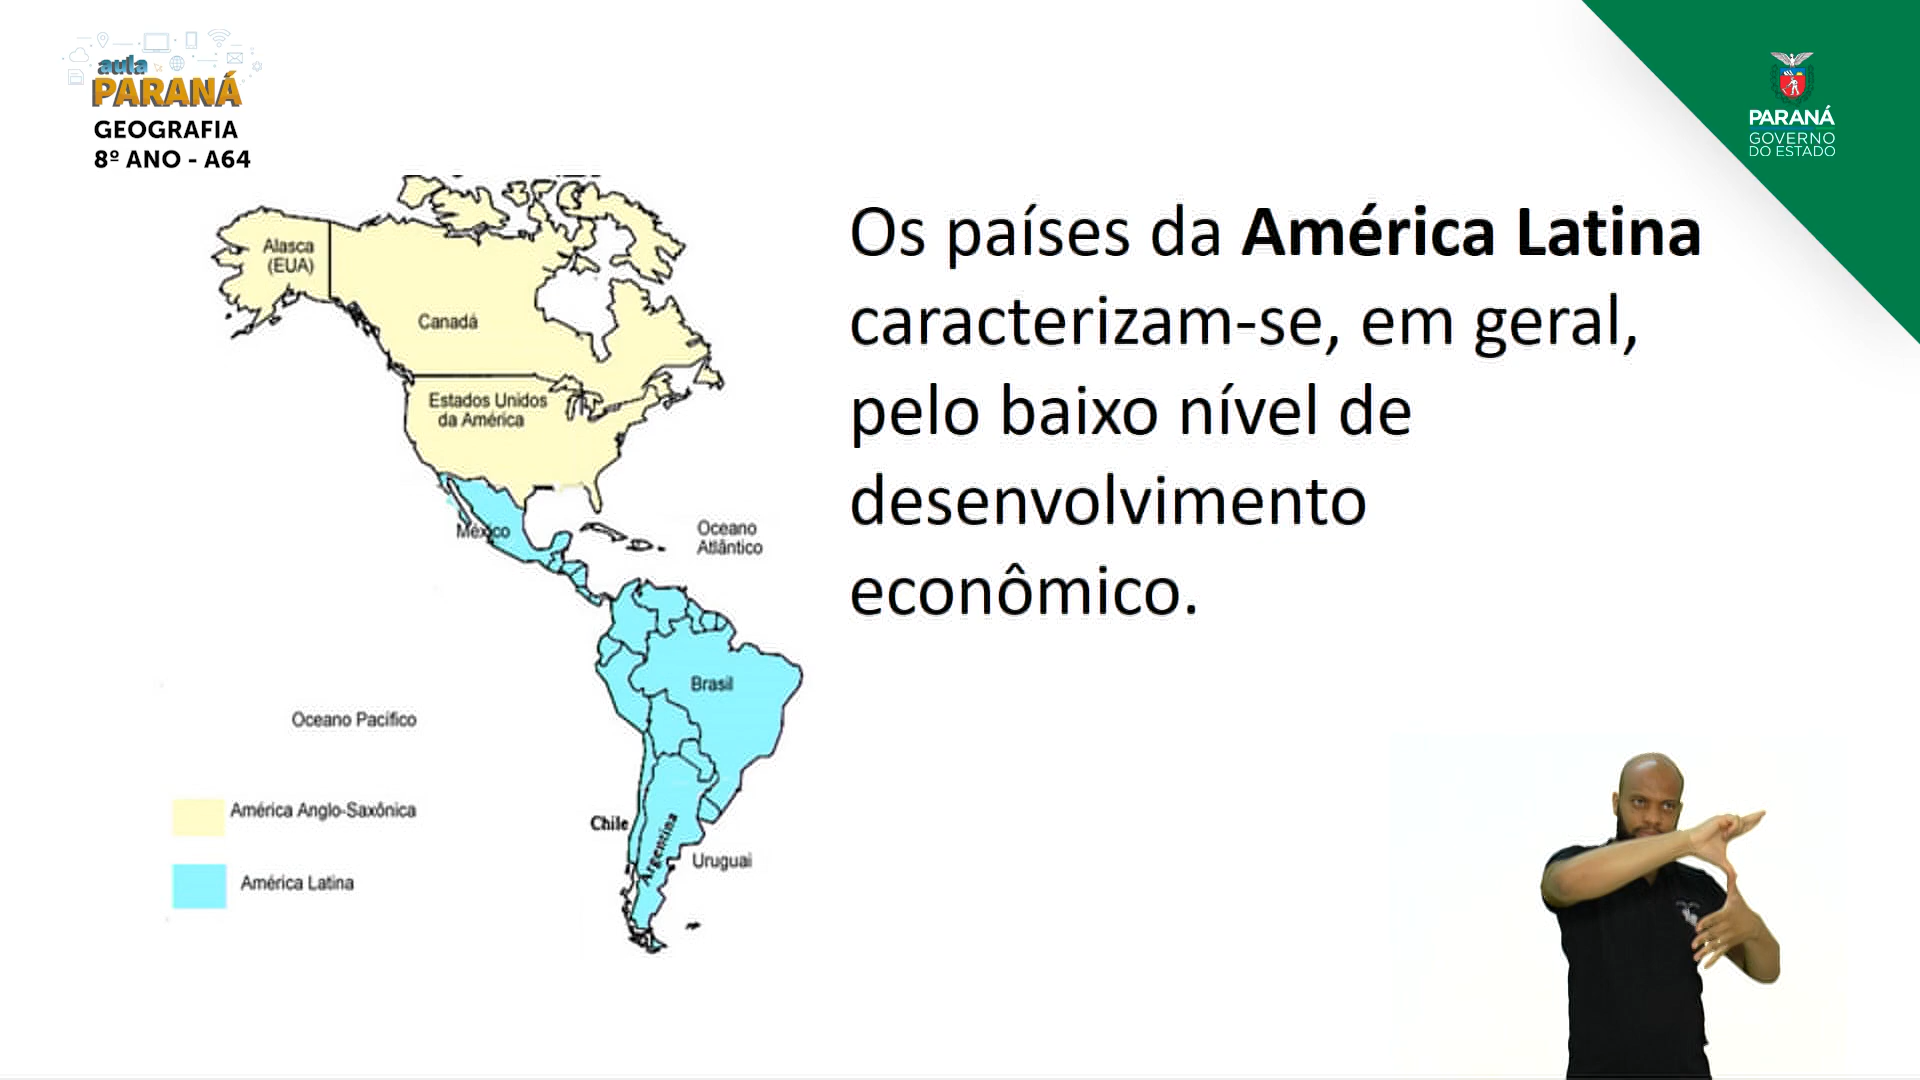 aula
PARANÁ
GEOGRAFIA
8º ANO - A64
PARANÁ
GOVERNO
DO ESTADO
Os países da América Latina
caracterizam-se, em geral,
pelo baixo nível de
desenvolvimento
econômico.
Alasca
(EUA)
Canadá
Estados Unidos
da América
México
Oceano
Atlântico
Brasil
Oceano Pacífico
América Anglo-Saxônica
Chile
Argentina
Uruguai
América Latina